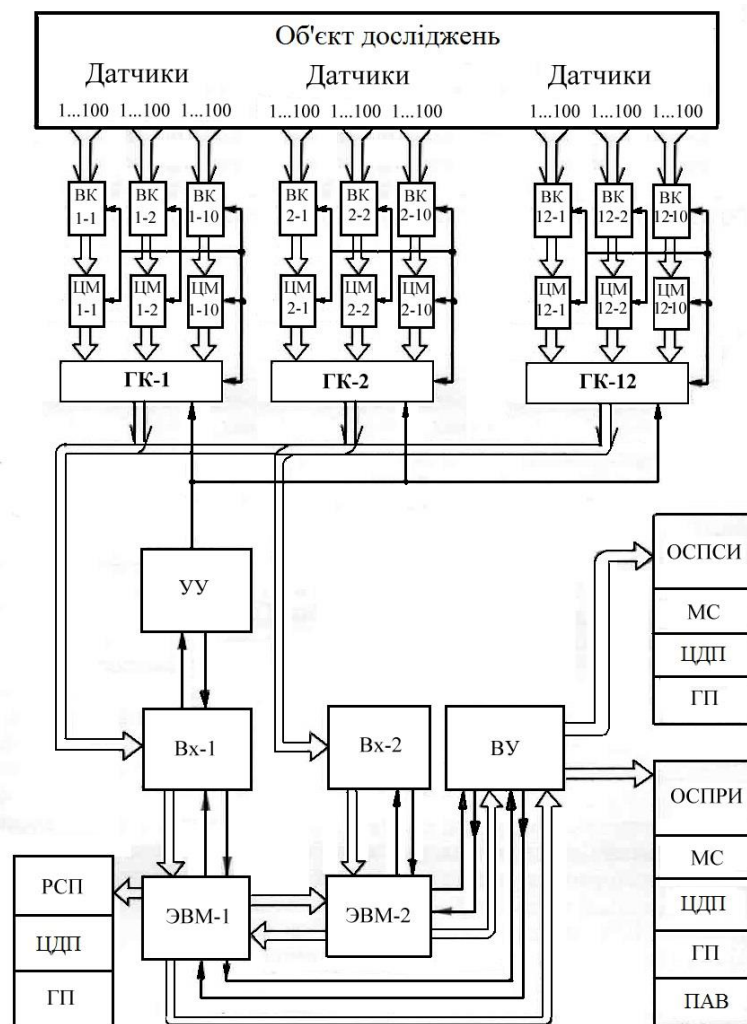 Об'єкт досліджень
Датчики Датчики Датчики
1...100 1...100 1...100 1...100 1...100 1...100 1...100 1...100 1...100
ВК 1-1 ВК 1-2 ВК 1-10 ВК 2-1 ВК 2-2 ВК 2-10 ВК 12-1 ВК 12-2 ВК 12-10
ЦМ 1-1 ЦМ 1-2 ЦМ 1-10 ЦМ 2-1 ЦМ 2-2 ЦМ 2-10 ЦМ 12-1 ЦМ 12-2 ЦМ 12-10
ГК-1 ГК-2 ГК-12
УУ
ОСПСИ
МС
ЦДП
ГП
Вх-1 Вх-2 ВУ
ОСПРИ
МС
ЦДП
ГП
ПАВ
РСП
ЦДП
ГП
ЭВМ-1 ЭВМ-2